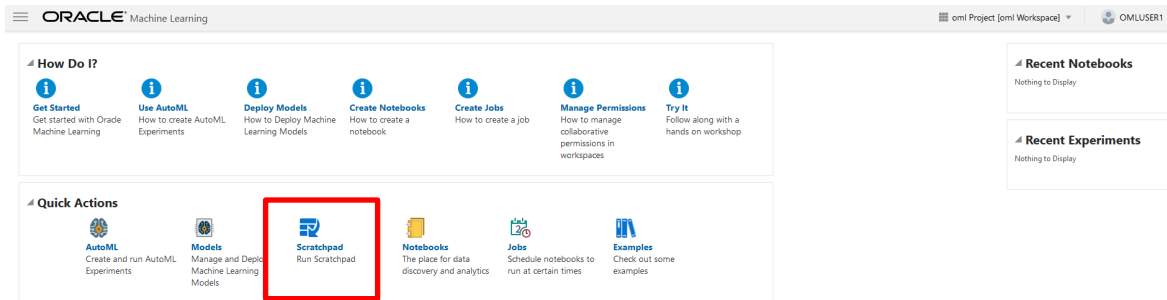 ORACLE Machine Learning
oml Project [oml Workspace]
OMLUSER1
How Do I?
Get Started
Get started with Oracle
Machine Learning
Use AutoML
How to create AutoML
Experiments
Deploy Models
How to Deploy Machine
Learning Models
Create Notebooks
How to create a
notebook
Create Jobs
How to create a job
Manage Permissions
How to manage
collaborative
permissions in
workspaces
Try It
Follow along with a
hands on workshop
Quick Actions
AutoML
Create and run AutoML
Experiments
Models
Manage and Deplo
Machine Learning
Models
Scratchpad
Run Scratchpad
Notebooks
The place for data
discovery and analytics
Jobs
Schedule notebooks to
run at certain times
Examples
Check out some
examples
Recent Notebooks
Nothing to Display
Recent Experiments
Nothing to Display